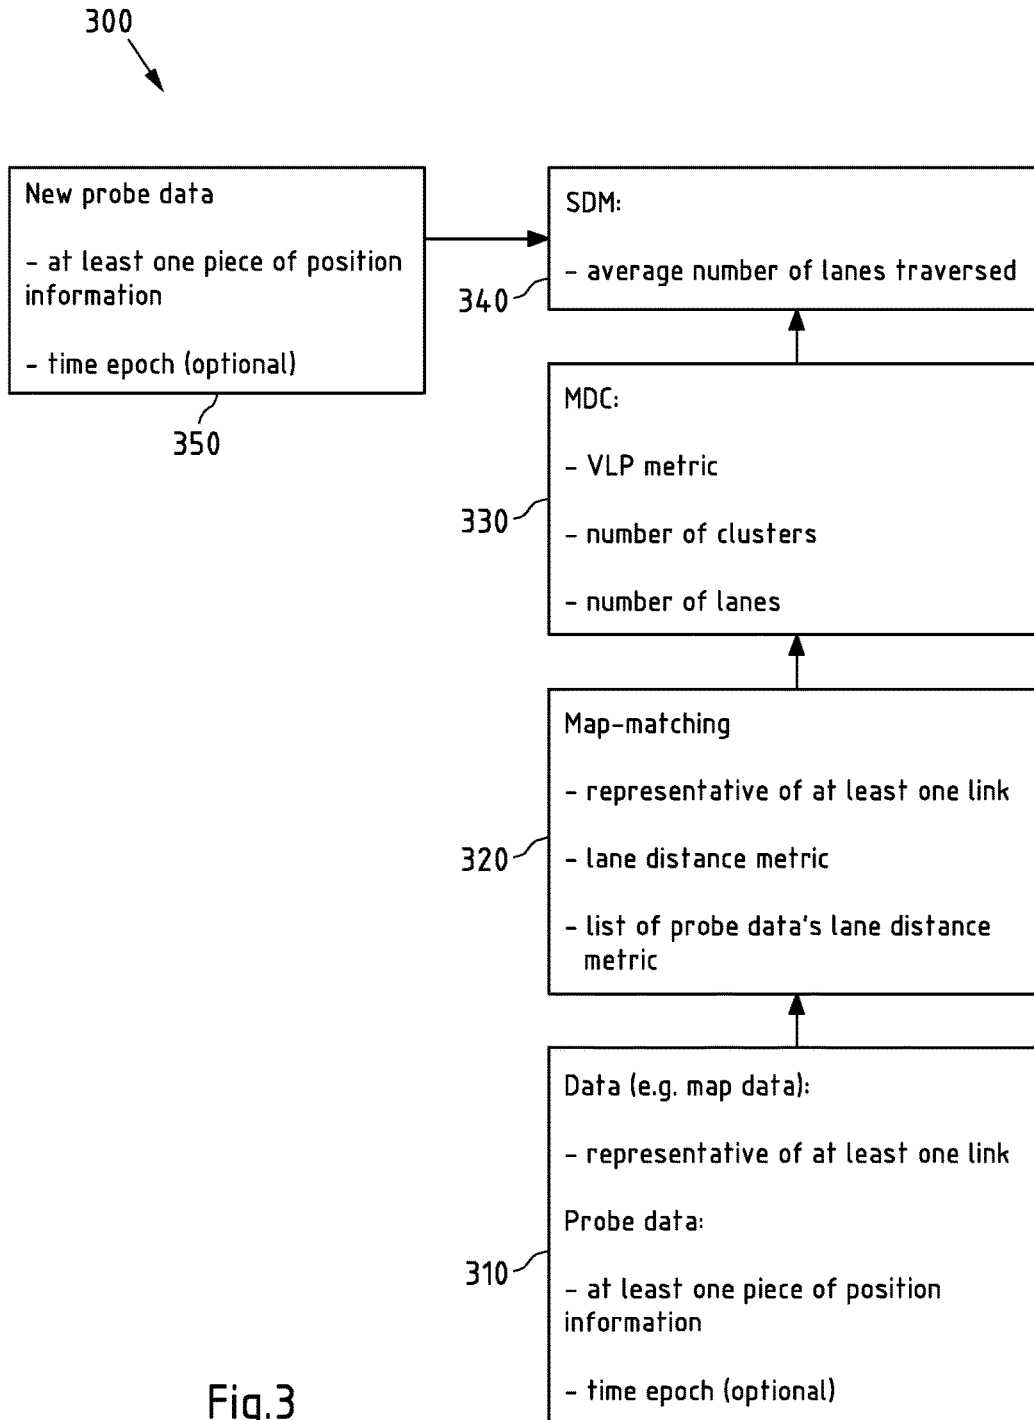 300
New probe data
- at least one piece of position
information
- time epoch (optional)
350
SDM:
- average number of lanes traversed
340
MDC:
- VLP metric
- number of clusters
- number of lanes
330
Map-matching
- representative of at least one link
- lane distance metric
- list of probe data's lane distance
metric
320
Data (e.g. map data):
- representative of at least one link
Probe data:
- at least one piece of position
information
- time epoch (optional)
310
Fig.3